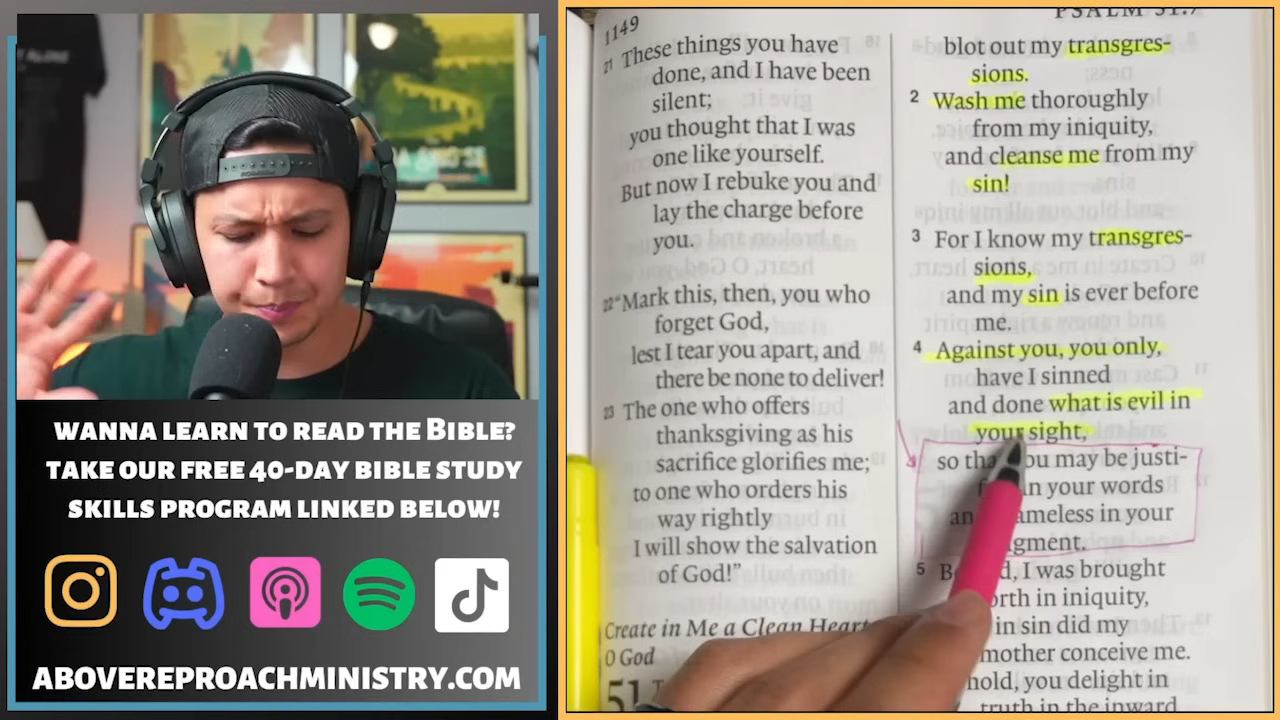 WANNA LEARN TO READ THE BIBLE?
TAKE OUR FREE 40-DAY BIBLE STUDY
SKILLS PROGRAM LINKED BELOW!
ABOVEREPROACHMINISTRY.COM
1149
21 These things you have
done, and I have been
silent;
you thought that I was
one like yourself.
But now I rebuke you and
lay the charge before
you.
22 "Mark this, then, you who
forget God,
lest I tear you apart, and
there be none to deliver!
23 The one who offers
thanksgiving as his
sacrifice glorifies me;
to one who orders his
way rightly
I will show the salvation
of God!"
Create in Me a Clean Heart,
O God
51
PSALM 51:7
blot out my transgres-
sions.
2 Wash me thoroughly
from my iniquity,
and cleanse me from my
sin!
3 For I know my transgres-
sions,
and my sin is ever before
me.
4 Against you, you only,
have I sinned
and done what is evil in
your sight,
so you may be justi-
in your words
your
5 I was brought
in iniquity,
in sin did my
mother conceive me.
you delight in
truth in the inward